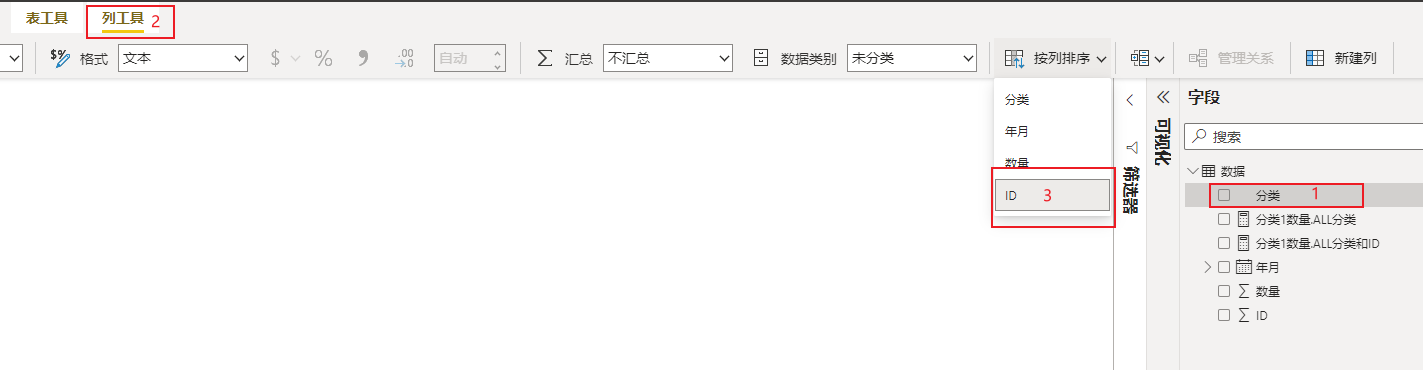 表工具 列工具 2
格式 文本 $ % 9 .00 →.0 自动 汇总 不汇总 数据类别 未分类 按列排序 管理关系 新建列
分类
年月
数量
ID 3
筛选器
可视化
字段
搜索
数据
分类 1
分类1数量.ALL分类
分类1数量.ALL分类和ID
年月
数量
ID